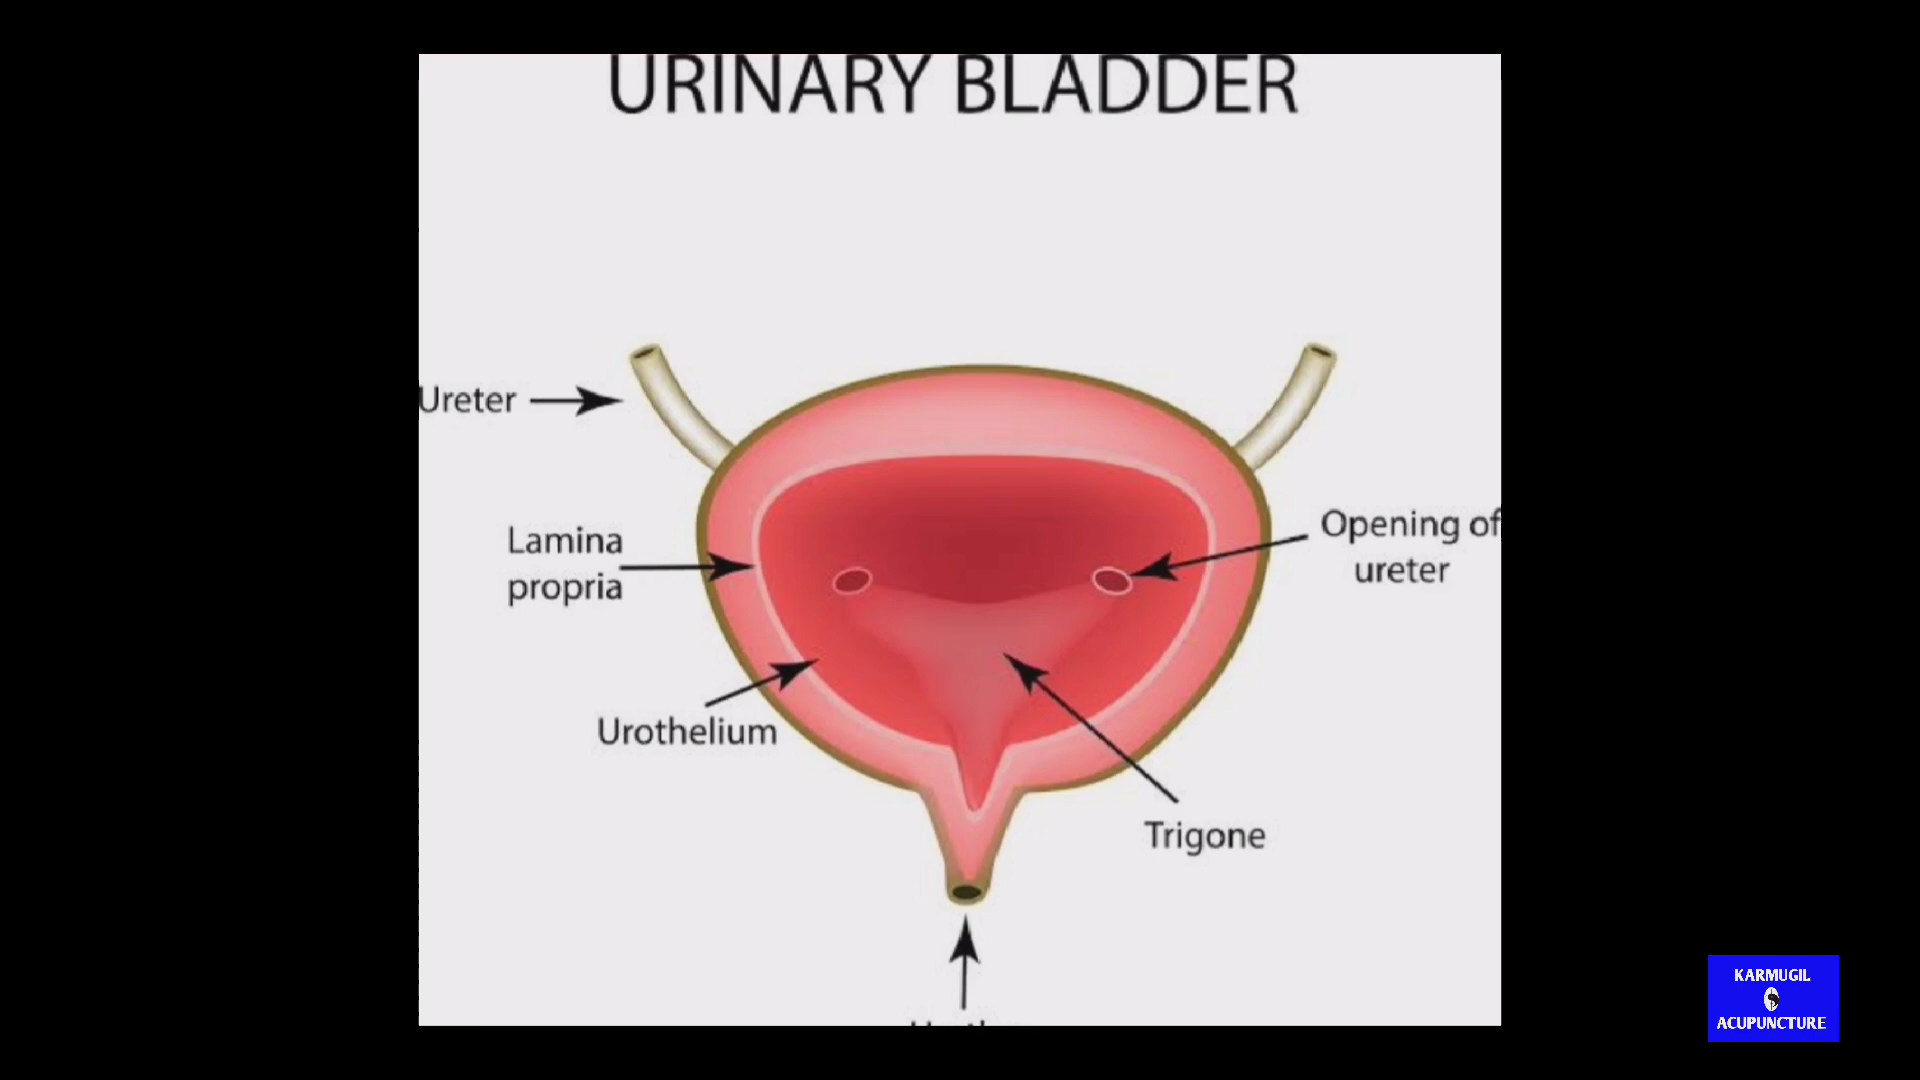 URINARY BLADDER
Ureter
Opening of
ureter
Lamina
propria
Urothelium
Trigone
KARMUGIL
ACUPUNCTURE